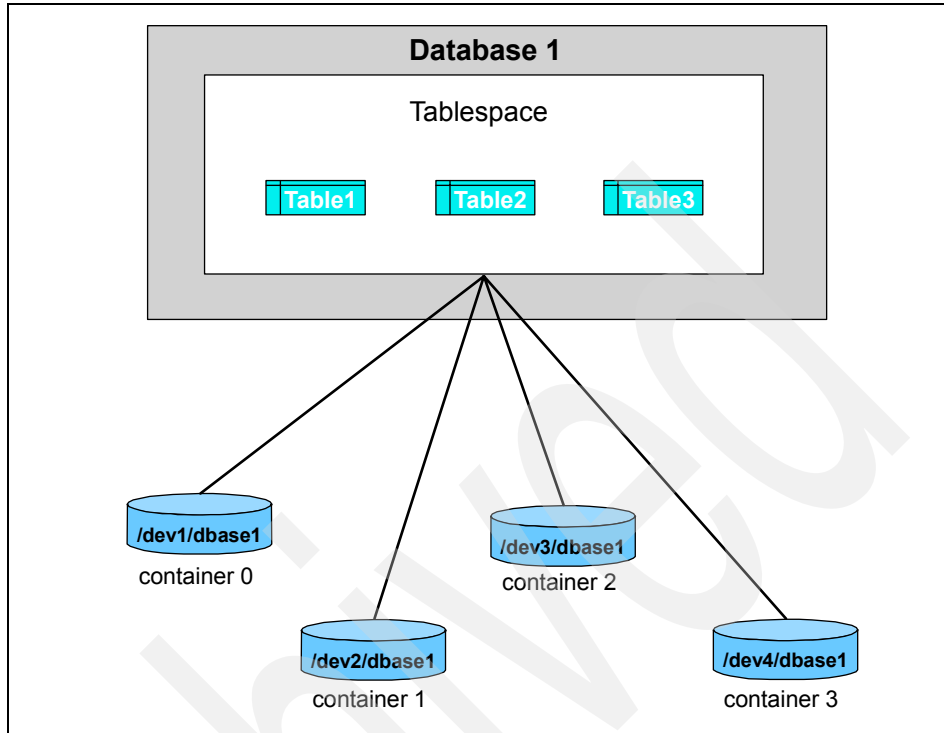 Database 1
Tablespace
Table1 Table2 Table3
/dev1/dbase1
container 0
/dev3/dbase1
container 2
/dev2/dbase1
container 1
/dev4/dbase1
container 3